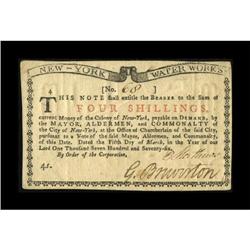 NEW-YORK WATER WORKS
[No. 68 ]
THIS NOTE shall entitle the BEARER to the Sum of
FOUR SHILLINGS,
current Money of the Colony of New-York, payable on DEMAND, by
the MAYOR, ALDERMEN, and COMMONALTY of
the City of New-York, at the Office of Chamberlain of the said City,
pursuant to a Vote of the said Mayor, Aldermen, and Commonalty
of this Date. Dated the Fifth Day of March, in the Year of our
Lord One Thousand Seven Hundred and Seventy-six.
By Order of the Corporation,
4s.
G. Brewerton